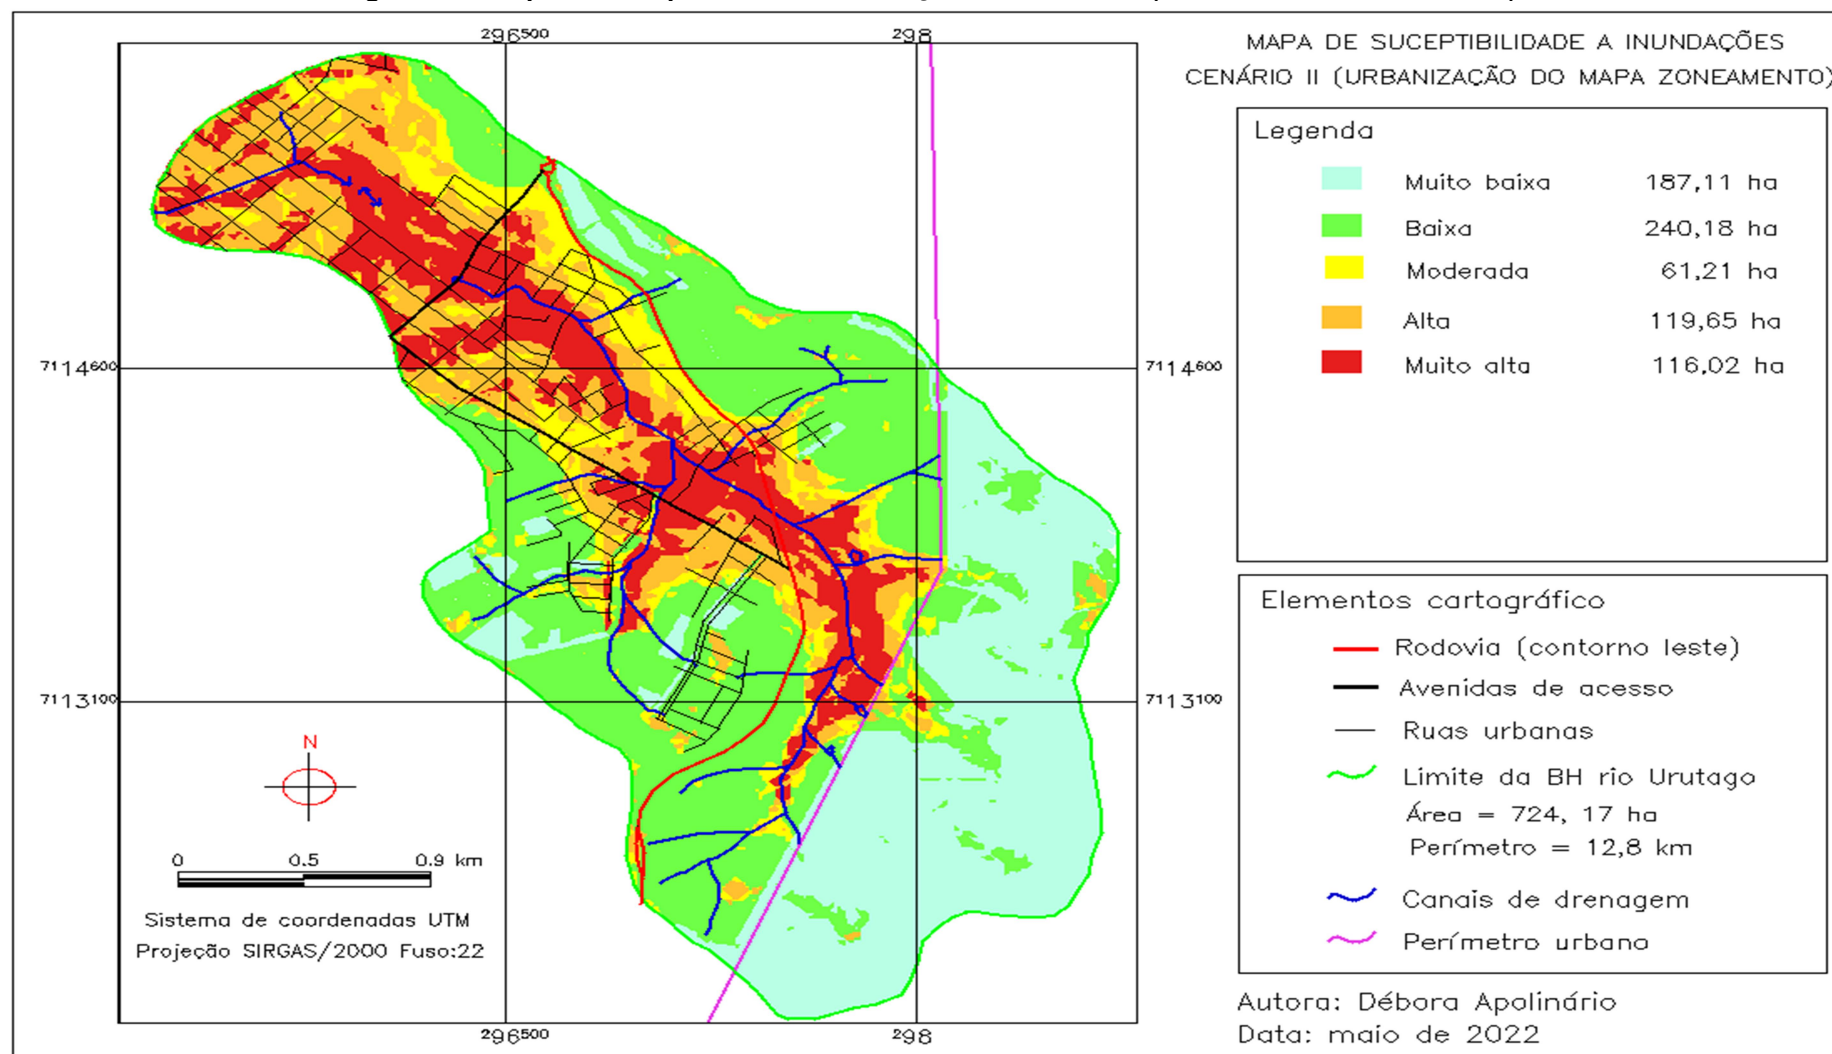 296500
298
MAPA DE SUCEPTIBILIDADE A INUNDAÇÕES
CENÁRIO II (URBANIZAÇÃO DO MAPA ZONEAMENTO)
Legenda
Muito baixa 187,11 ha
Baixa 240,18 ha
Moderada 61,21 ha
Alta 119,65 ha
Muito alta 116,02 ha
7114600
7114600
Elementos cartográfico
Rodovia (contorno leste)
Avenidas de acesso
Ruas urbanas
Limite da BH rio Urutago
Área = 724, 17 ha
Perímetro = 12,8 km
Canais de drenagem
Perímetro urbana
7113100
7113100
N
0 0.5 0.9 km
Sistema de coordenadas UTM
Projeção SIRGAS/2000 Fuso:22
296500
298
Autora: Débora Apolinário
Data: maio de 2022